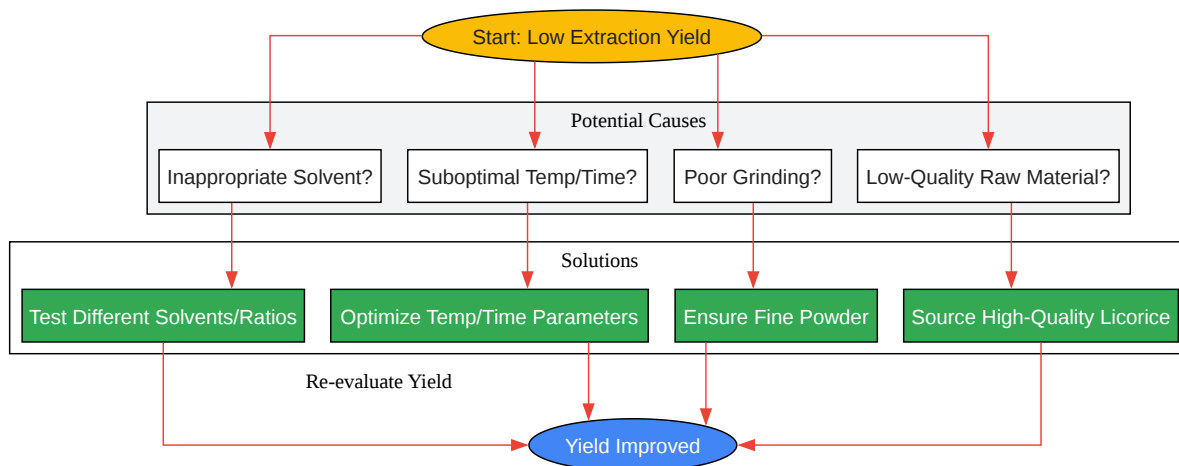 Start: Low Extraction Yield
Potential Causes
Inappropriate Solvent?
Suboptimal Temp/Time?
Poor Grinding?
Low-Quality Raw Material?
Solutions
Test Different Solvents/Ratios
Optimize Temp/Time Parameters
Ensure Fine Powder
Source High-Quality Licorice
Re-evaluate Yield
Yield Improved